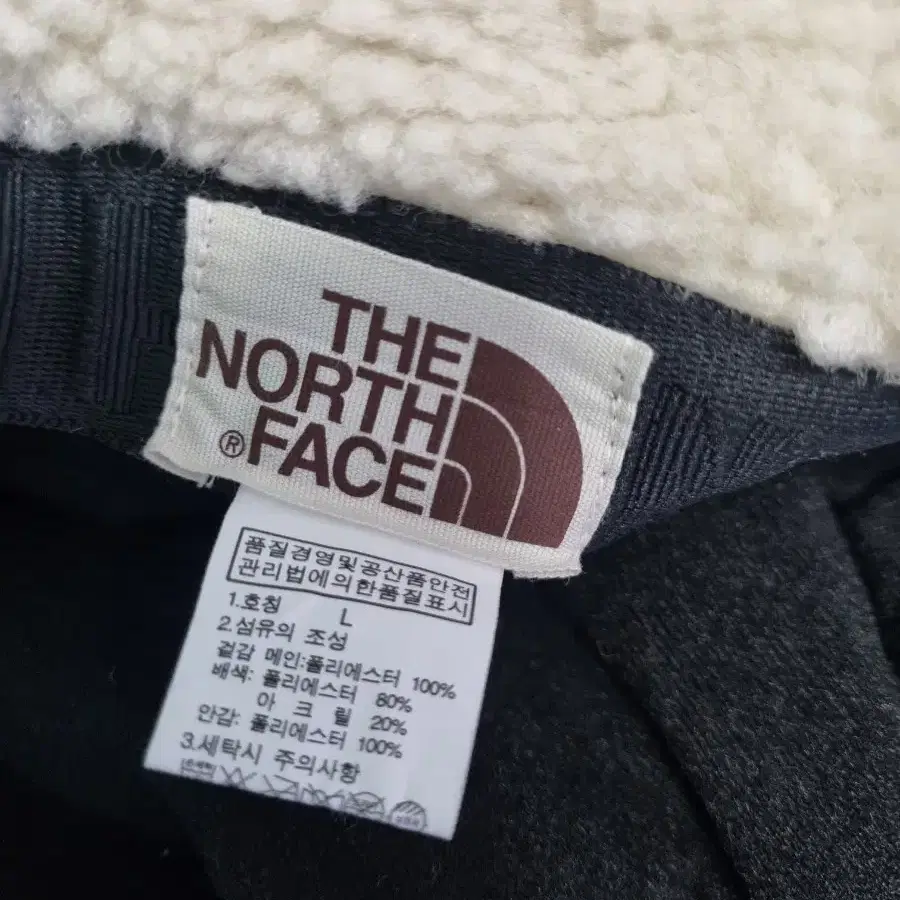 THE
NORTH
® FACE
품질경영및공산품안전
관리법에의한품질표시
1.호칭 L
2.섬유의 조성
겉감 메인:폴리에스터 100%
배색: 폴리에스터 80%
아 크 릴 20%
안감: 폴리에스터 100%
3.세탁시 주의사항